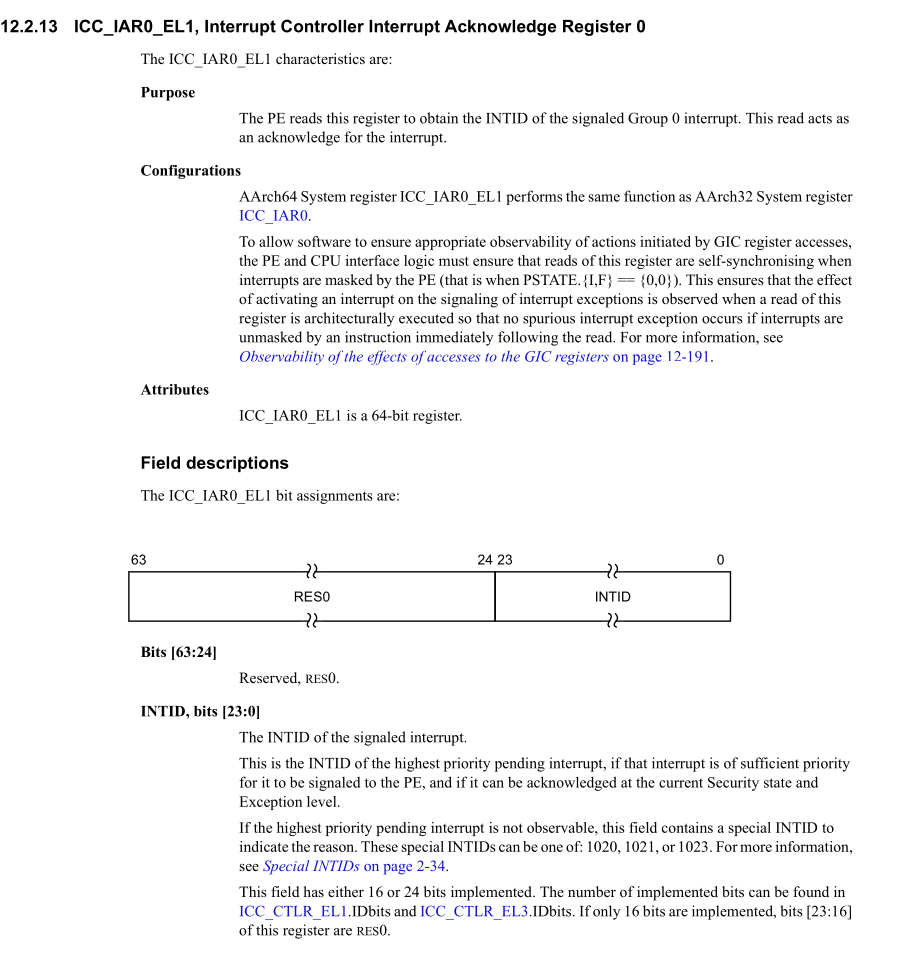 12.2.13 ICC_IAR0_EL1, Interrupt Controller Interrupt Acknowledge Register 0
The ICC_IAR0_EL1 characteristics are:
Purpose
The PE reads this register to obtain the INTID of the signaled Group 0 interrupt. This read acts as
an acknowledge for the interrupt.
Configurations
AArch64 System register ICC_IAR0_EL1 performs the same function as AArch32 System register
ICC_IAR0.
To allow software to ensure appropriate observability of actions initiated by GIC register accesses,
the PE and CPU interface logic must ensure that reads of this register are self-synchronising when
interrupts are masked by the PE (that is when PSTATE.{I,F} == {0,0}). This ensures that the effect
of activating an interrupt on the signaling of interrupt exceptions is observed when a read of this
register is architecturally executed so that no spurious interrupt exception occurs if interrupts are
unmasked by an instruction immediately following the read. For more information, see
Observability of the effects of accesses to the GIC registers on page 12-191.
Attributes
ICC_IAR0_EL1 is a 64-bit register.
Field descriptions
The ICC_IAR0_EL1 bit assignments are:
63 24 23 0
RES0 INTID
Bits [63:24]
Reserved, RES0.
INTID, bits [23:0]
The INTID of the signaled interrupt.
This is the INTID of the highest priority pending interrupt, if that interrupt is of sufficient priority
for it to be signaled to the PE, and if it can be acknowledged at the current Security state and
Exception level.
If the highest priority pending interrupt is not observable, this field contains a special INTID to
indicate the reason. These special INTIDs can be one of: 1020, 1021, or 1023. For more information,
see Special INTIDs on page 2-34.
This field has either 16 or 24 bits implemented. The number of implemented bits can be found in
ICC_CTLR_EL1.IDbits and ICC_CTLR_EL3.IDbits. If only 16 bits are implemented, bits [23:16]
of this register are RES0.